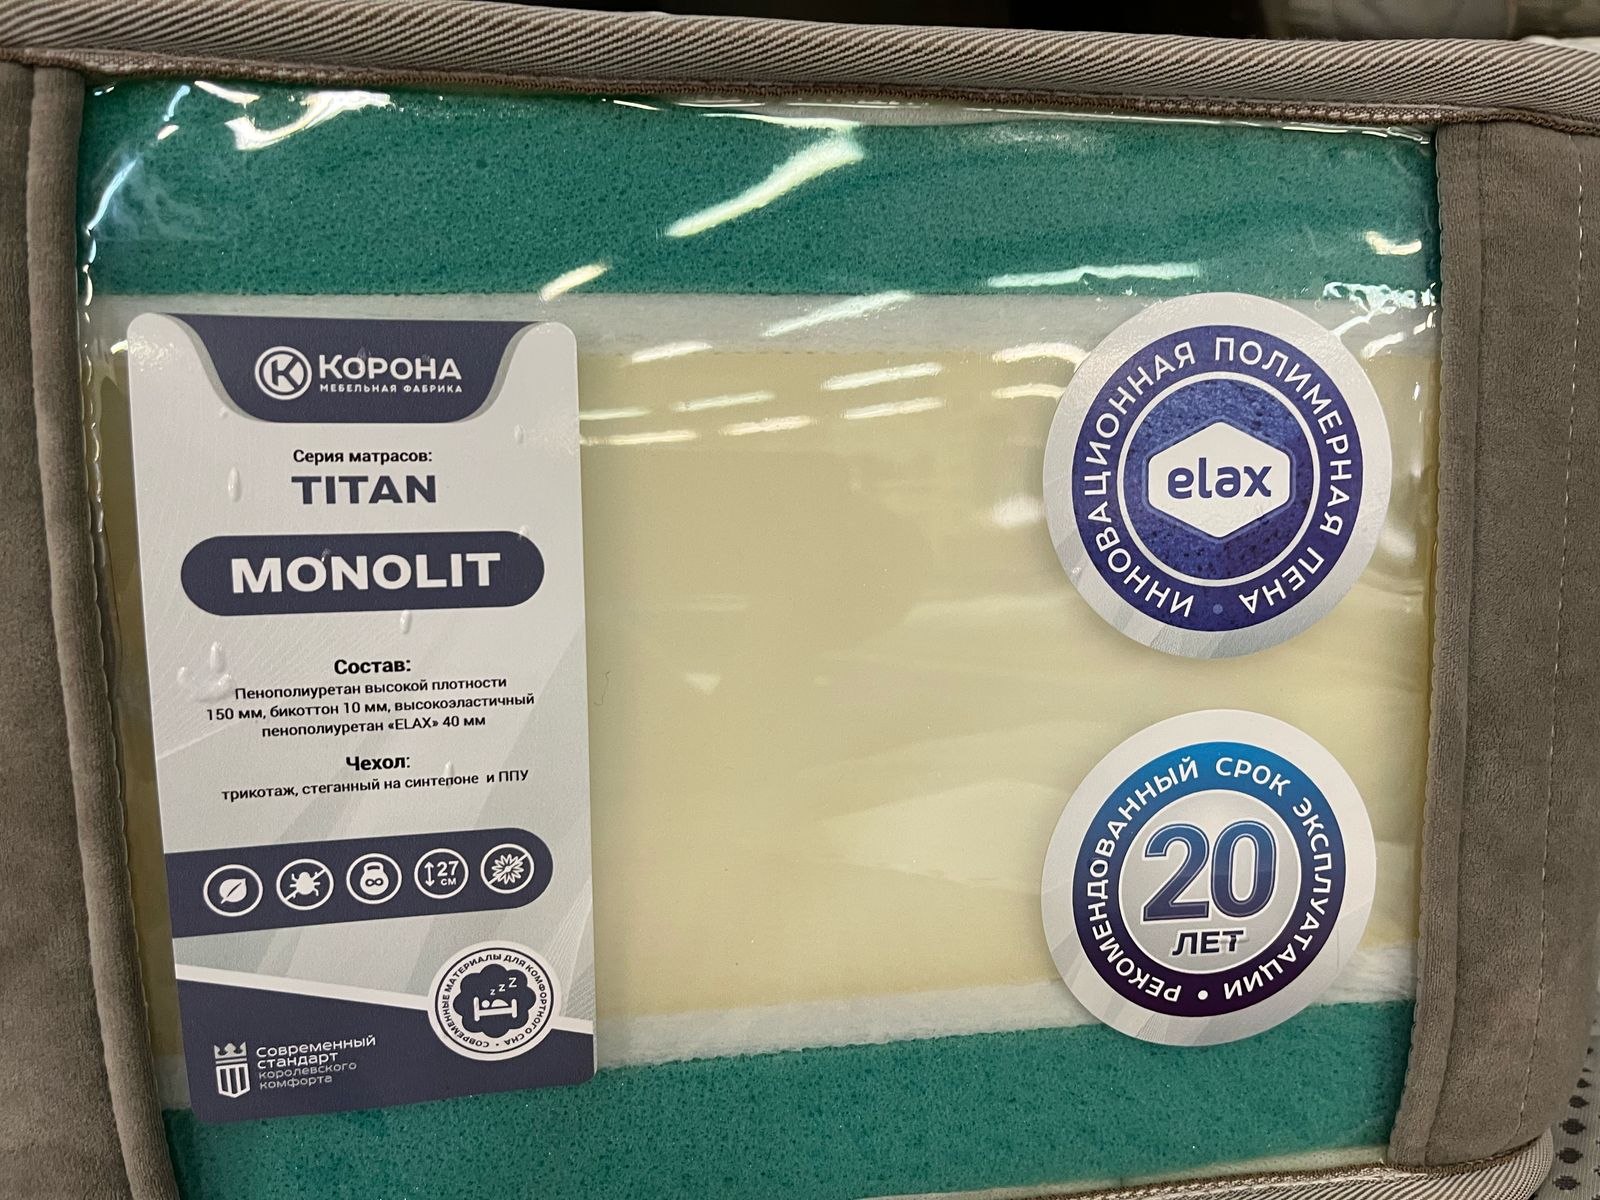 КОРОНА
МЕБЕЛЬНАЯ ФАБРИКА
Серия матрасов:
TITAN
MONOLIT
Состав:
Пенополиуретан высокой плотности
150 мм, бикоттон 10 мм, высокоэластичный
пенополиуретан «ELAX» 40 мм
Чехол:
трикотаж, стеганный на синтепоне и ППУ
27
СМ
СОВРЕМЕННЫЕ МАТЕРИАЛЫ ДЛЯ КОМФОРТНОГО СНА •
z z Z
Современный
стандарт
королевского
комфорта
ИННОВАЦИОННАЯ ПОЛИМЕРНАЯ ПЕНА •
elax
РЕКОМЕНДОВАННЫЙ СРОК ЭКСПЛУАТАЦИИ •
20
ЛЕТ